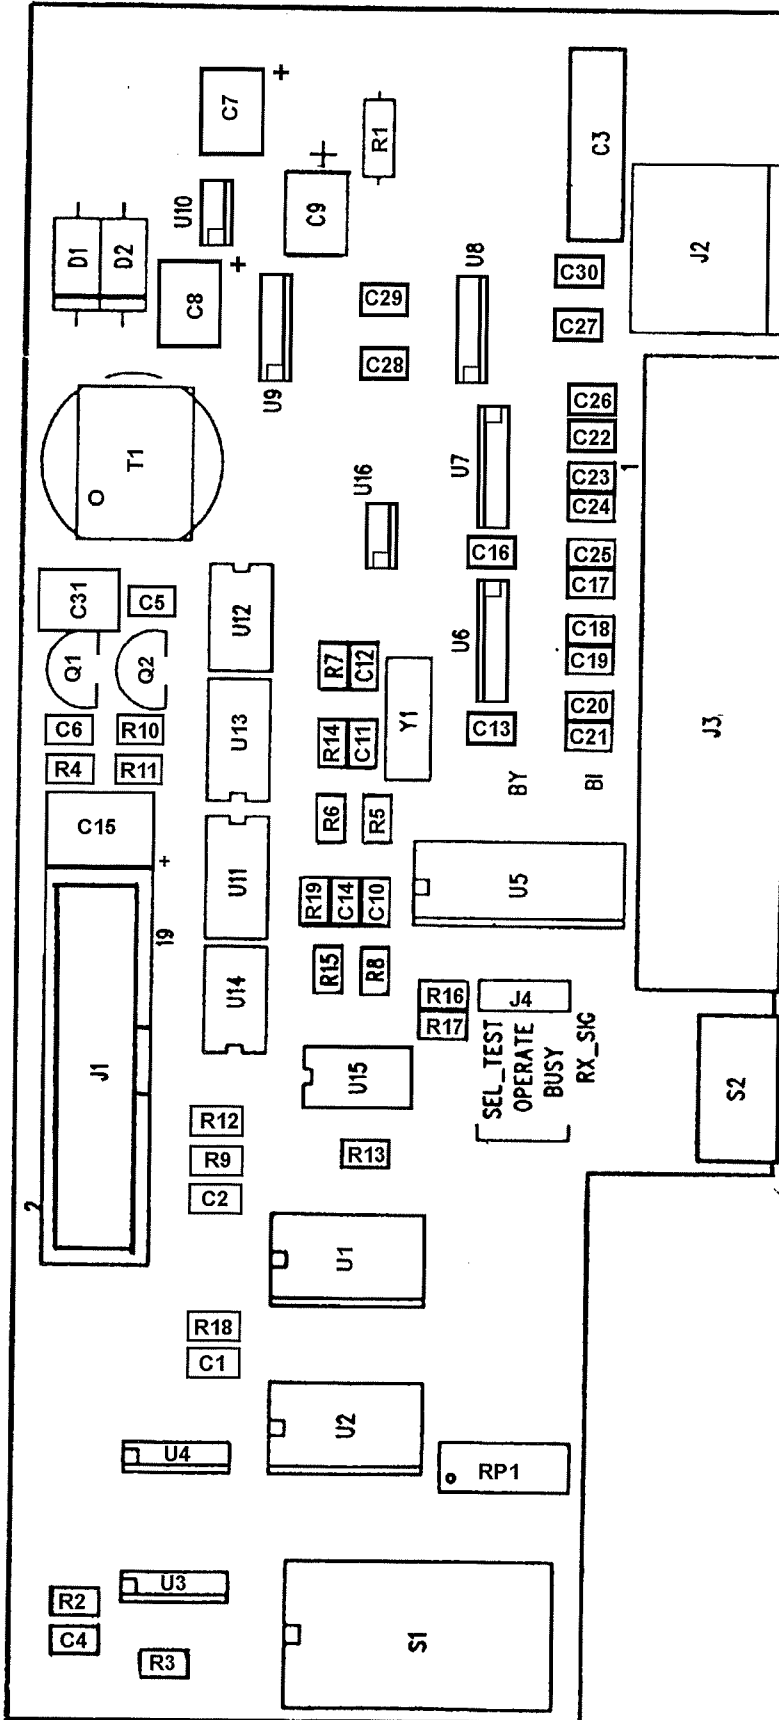 C7
+
C3
R1
U10
C9
+
D1
D2
J2
U8
C30
C8
+
C29
C27
C28
U9
C26
C22
T1
U7
1
C23
U16
C24
C16
C25
C31
C5
C17
U12
U6
C18
Q1
Q2
R7
C12
C19
C20
C6
R10
U13
R14
C11
Y1
C13
C21
J3
R4
R11
BY
BI
C15
R6
R5
+
U11
U5
19
R19
C14
C10
R15
R8
U14
R16
J4
R17
SEL_TEST
OPERATE
BUSY
RX_SIG
J1
U15
S2
R12
R13
R9
2
C2
U1
R18
C1
U2
U4
RP1
U3
R2
C4
S1
R3